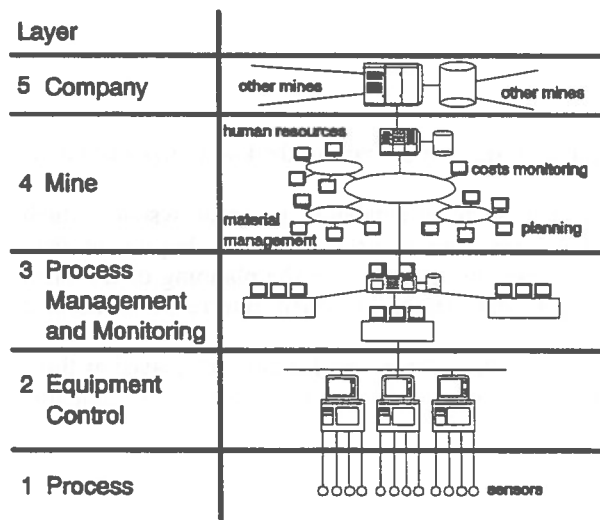 Layer
5 Company
other mines
other mines
4 Mine
human resources
costs monitoring
material
management
planning
3 Process
Management
and Monitoring
2 Equipment
Control
1 Process
sensors